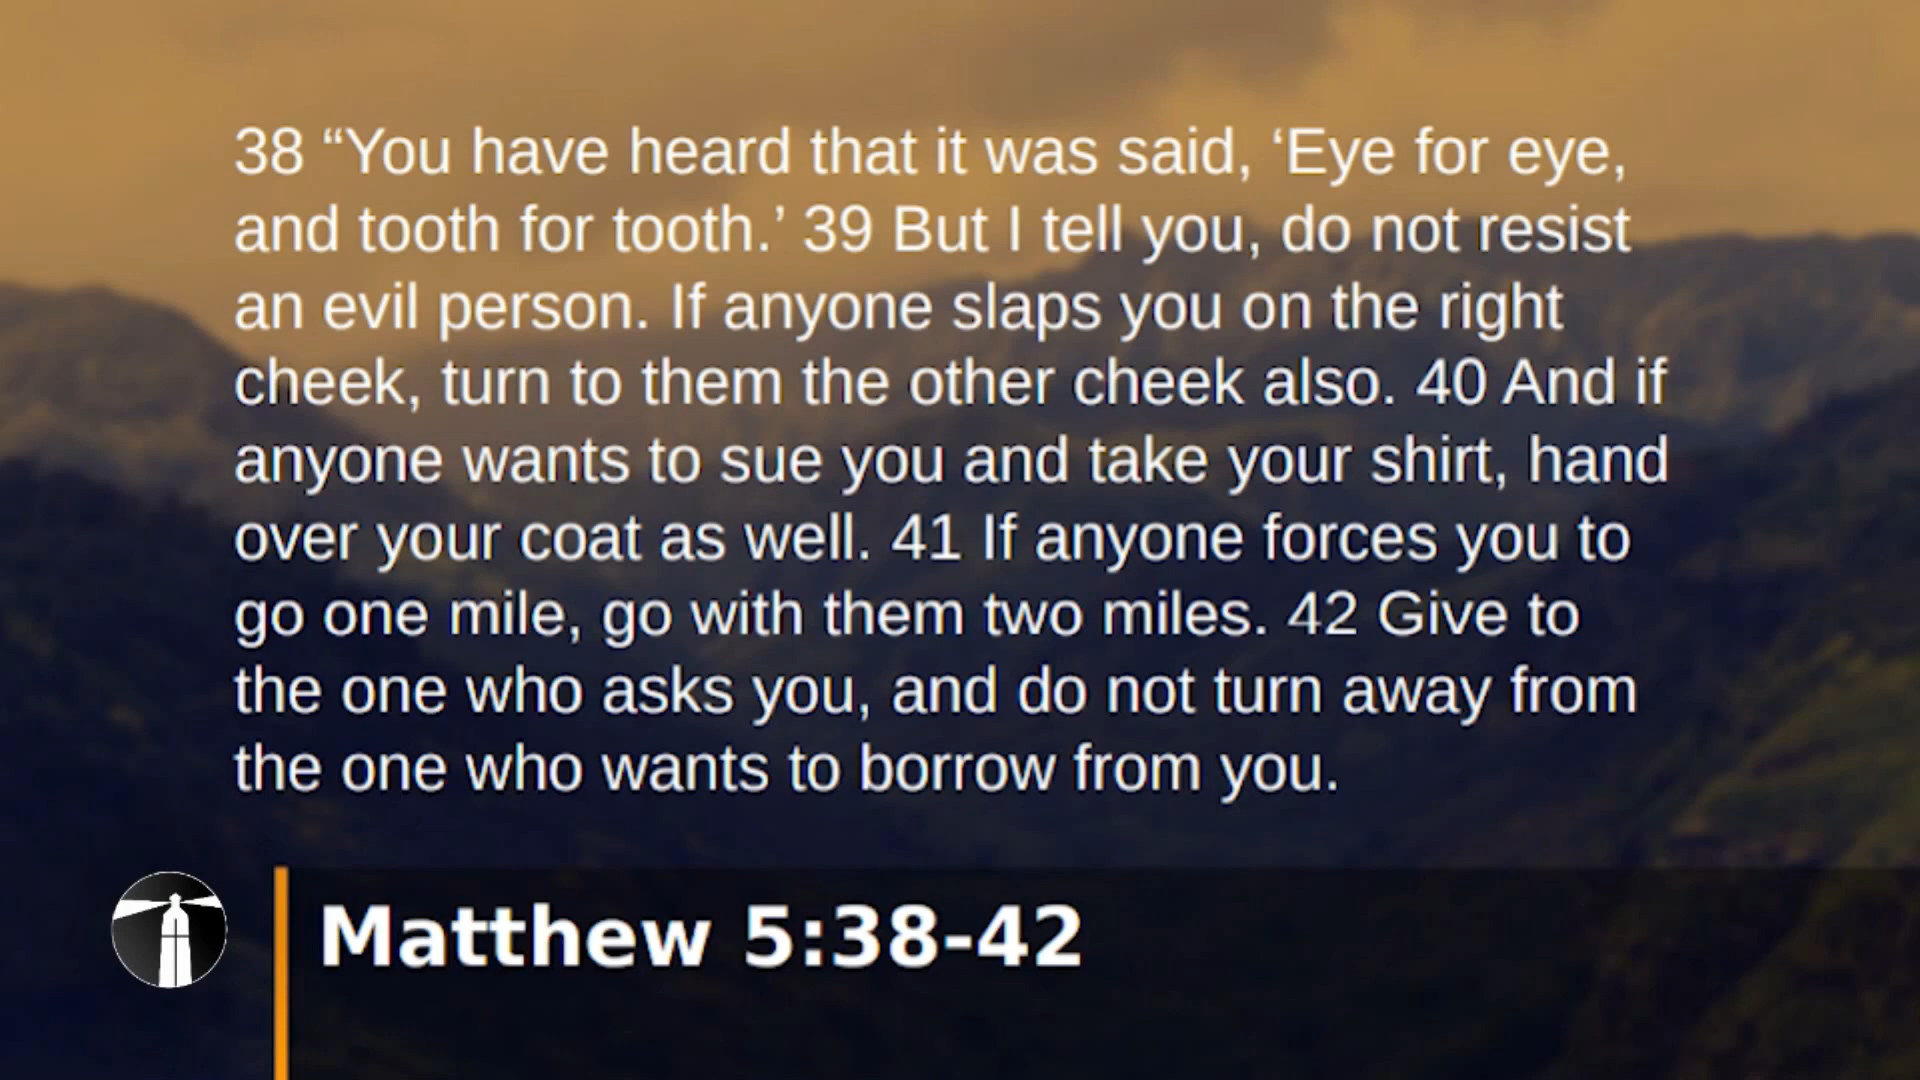 38 “You have heard that it was said, ‘Eye for eye,
and tooth for tooth.’ 39 But I tell you, do not resist
an evil person. If anyone slaps you on the right
cheek, turn to them the other cheek also. 40 And if
anyone wants to sue you and take your shirt, hand
over your coat as well. 41 If anyone forces you to
go one mile, go with them two miles. 42 Give to
the one who asks you, and do not turn away from
the one who wants to borrow from you.
Matthew 5:38-42